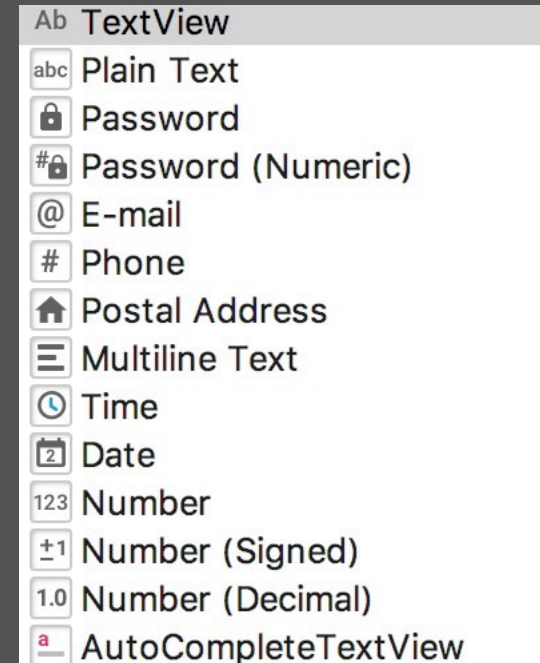 Ab TextView
abc Plain Text
Password
# Password (Numeric)
@ E-mail
# Phone
Postal Address
Multiline Text
Time
2 Date
123 Number
±1 Number (Signed)
1.0 Number (Decimal)
a AutoCompleteTextView